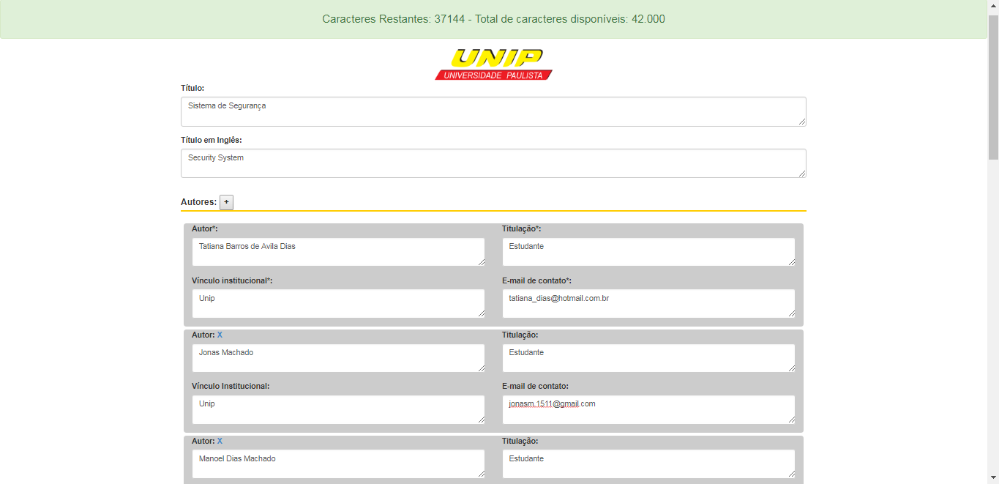 Caracteres Restantes: 37144 - Total de caracteres disponíveis: 42.000
UNIP
UNIVERSIDADE PAULISTA
Título:
Sistema de Segurança
Título em Inglês:
Security System
Autores: +
Autor*: Titulação*:
Tatiana Barros de Avila Dias Estudante
Vínculo institucional*: E-mail de contato*:
Unip tatiana_dias@hotmail.com.br
Autor: X Titulação:
Jonas Machado Estudante
Vínculo Institucional: E-mail de contato:
Unip jonasm.1511@gmail.com
Autor: X Titulação:
Manoel Dias Machado Estudante